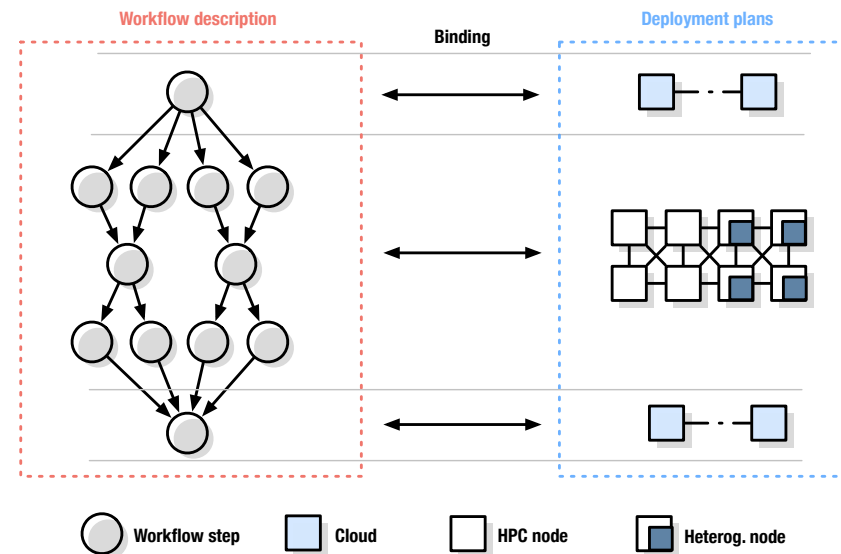 Workflow description
Deployment plans
Binding
Workflow step
Cloud
HPC node
Heterog. node